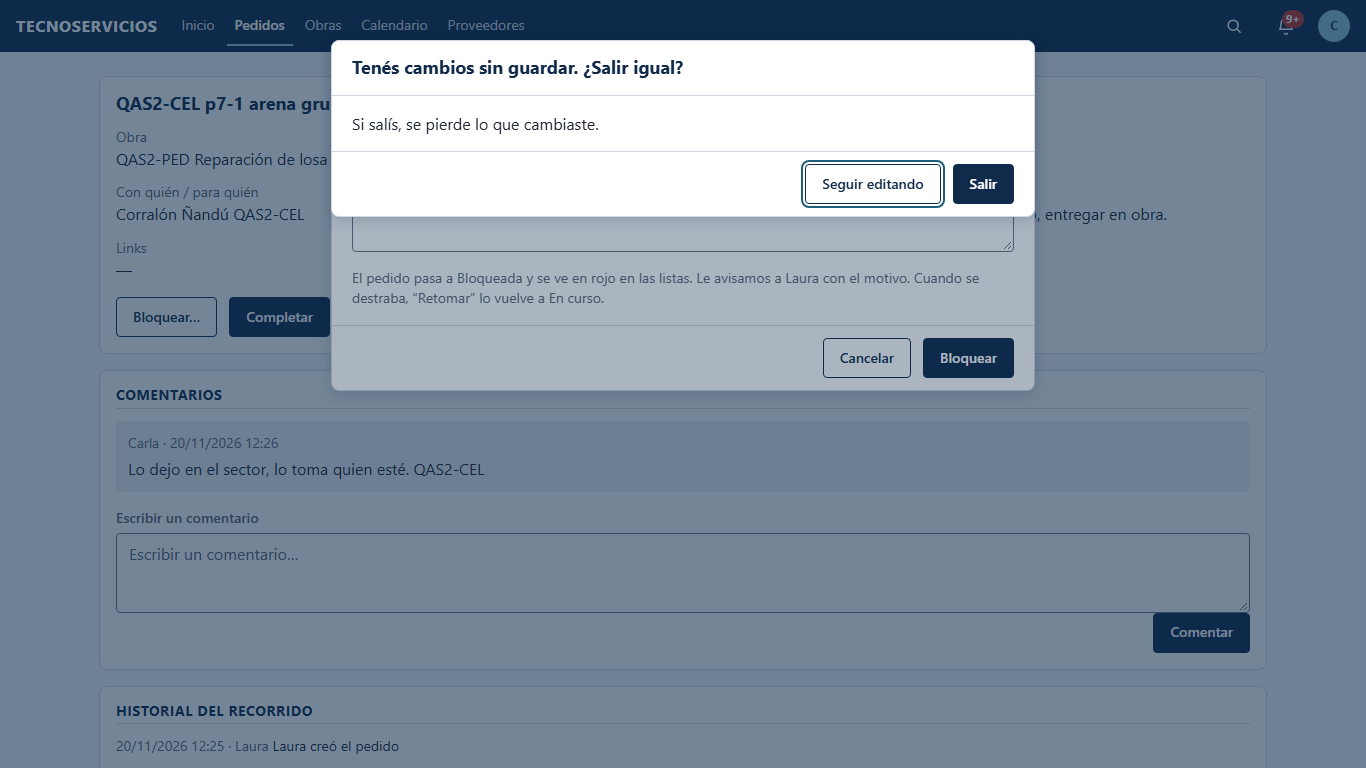 TECNOSERVICIOS Inicio Pedidos Obras Calendario Proveedores 9+ C
Tenés cambios sin guardar. ¿Salir igual?
Si salís, se pierde lo que cambiaste.
Seguir editando Salir
QAS2-CEL p7-1 arena gru
Obra
QAS2-PED Reparación de losa
Con quién / para quién
Corralón Ñandú QAS2-CEL
, entregar en obra.
Links
—
Bloquear... Completar
El pedido pasa a Bloqueada y se ve en rojo en las listas. Le avisamos a Laura con el motivo. Cuando se
destraba, “Retomar” lo vuelve a En curso.
Cancelar Bloquear
COMENTARIOS
Carla · 20/11/2026 12:26
Lo dejo en el sector, lo toma quien esté. QAS2-CEL
Escribir un comentario
Escribir un comentario...
Comentar
HISTORIAL DEL RECORRIDO
20/11/2026 12:25 · Laura Laura creó el pedido